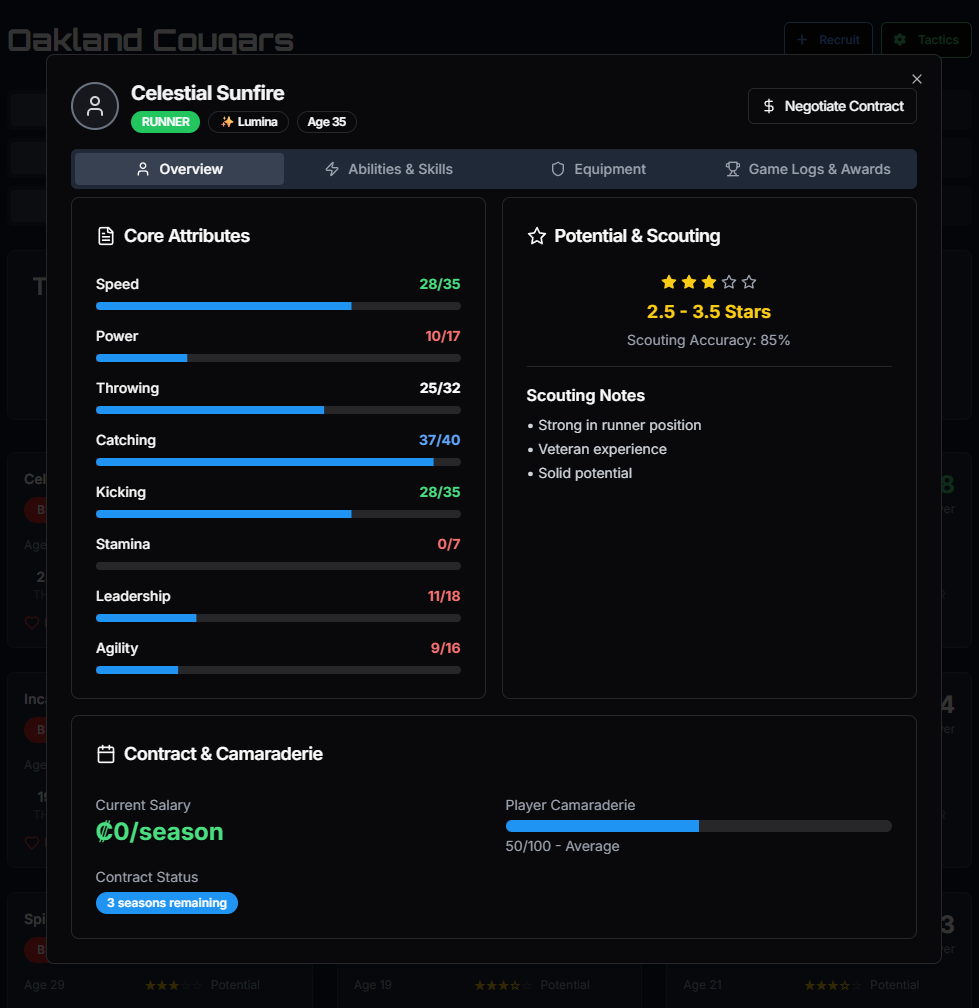 Oakland Cougars
Recruit
Tactics
Celestial Sunfire
RUNNER
Lumina
Age 35
Negotiate Contract
Overview
Abilities & Skills
Equipment
Game Logs & Awards
Core Attributes
Speed 28/35
Power 10/17
Throwing 25/32
Catching 37/40
Kicking 28/35
Stamina 0/7
Leadership 11/18
Agility 9/16
Potential & Scouting
2.5 - 3.5 Stars
Scouting Accuracy: 85%
Scouting Notes
• Strong in runner position
• Veteran experience
• Solid potential
Contract & Camaraderie
Current Salary
₡0/season
Contract Status
3 seasons remaining
Player Camaraderie
50/100 - Average
Age 29
Potential
Age 19
Potential
Age 21
Potential